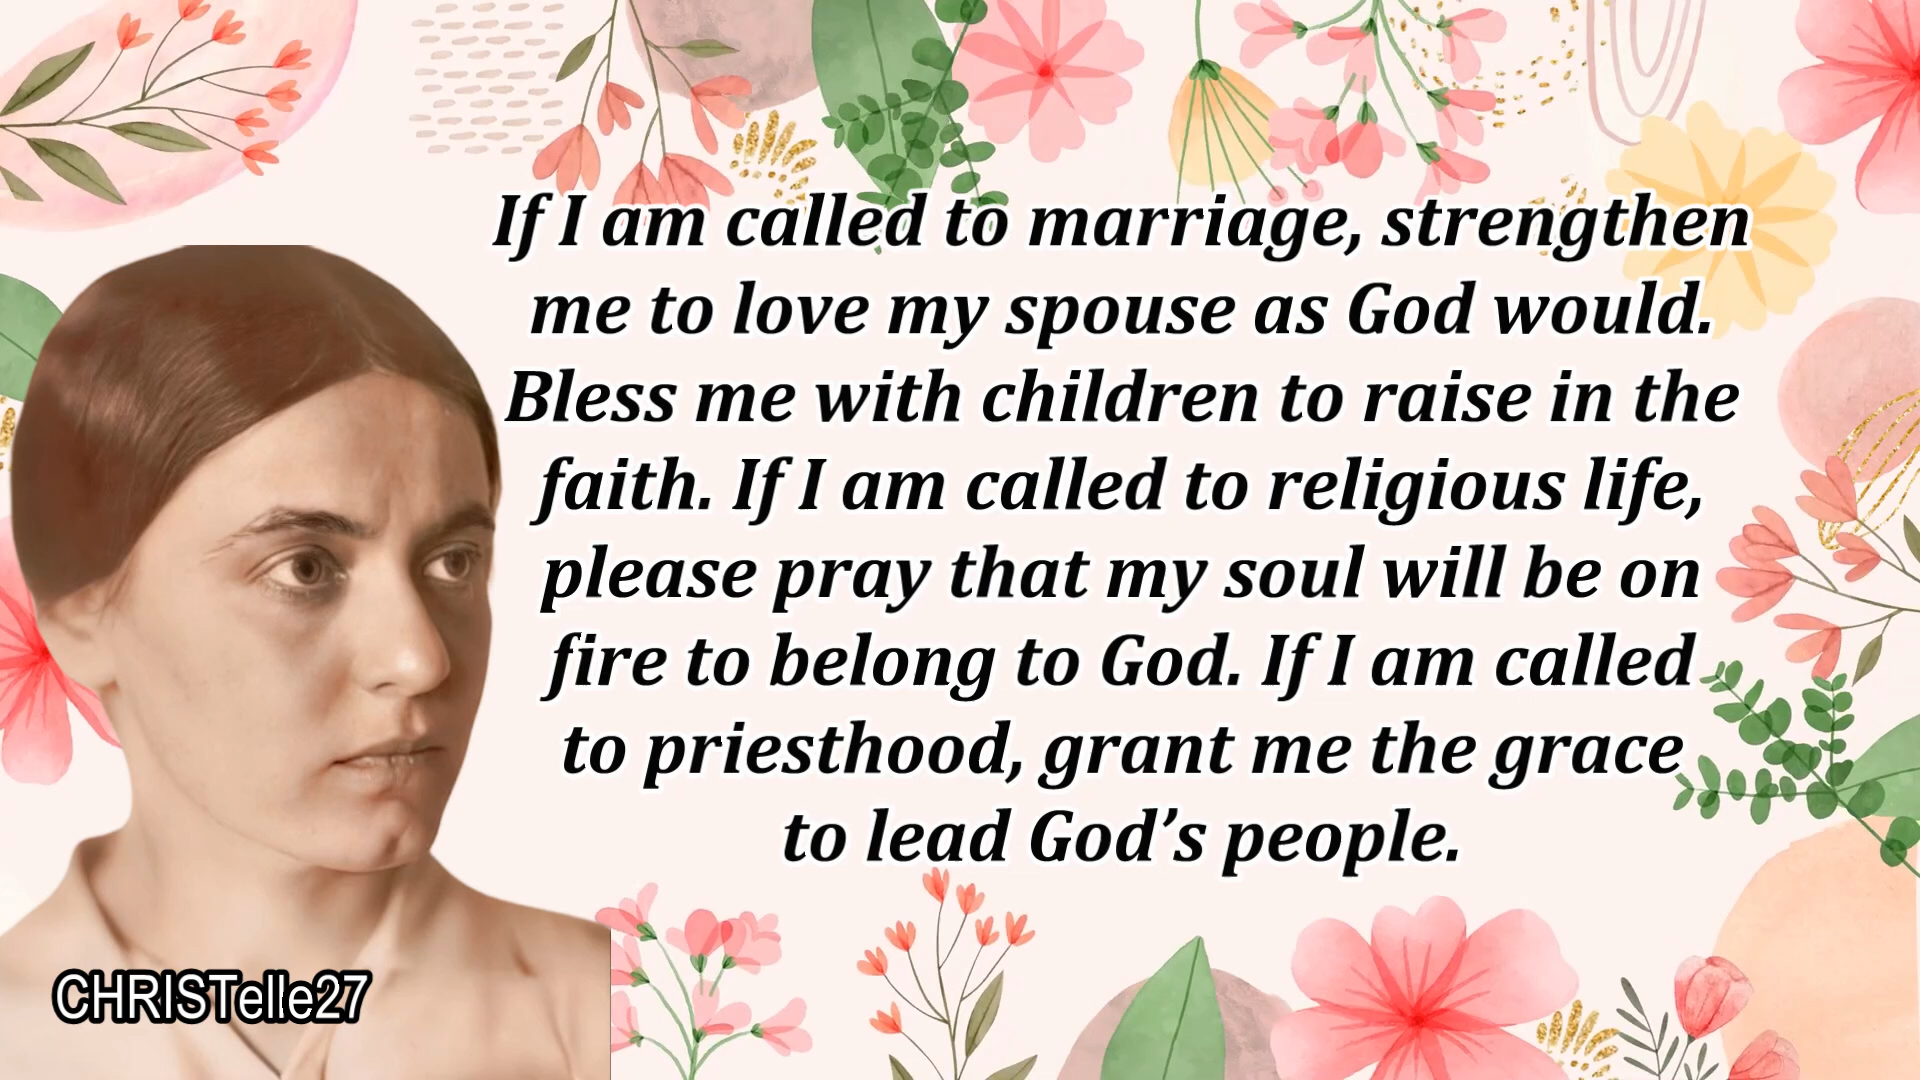 If I am called to marriage, strengthen
me to love my spouse as God would.
Bless me with children to raise in the
faith. If I am called to religious life,
please pray that my soul will be on
fire to belong to God. If I am called
to priesthood, grant me the grace
to lead God’s people.
CHRISTelle27